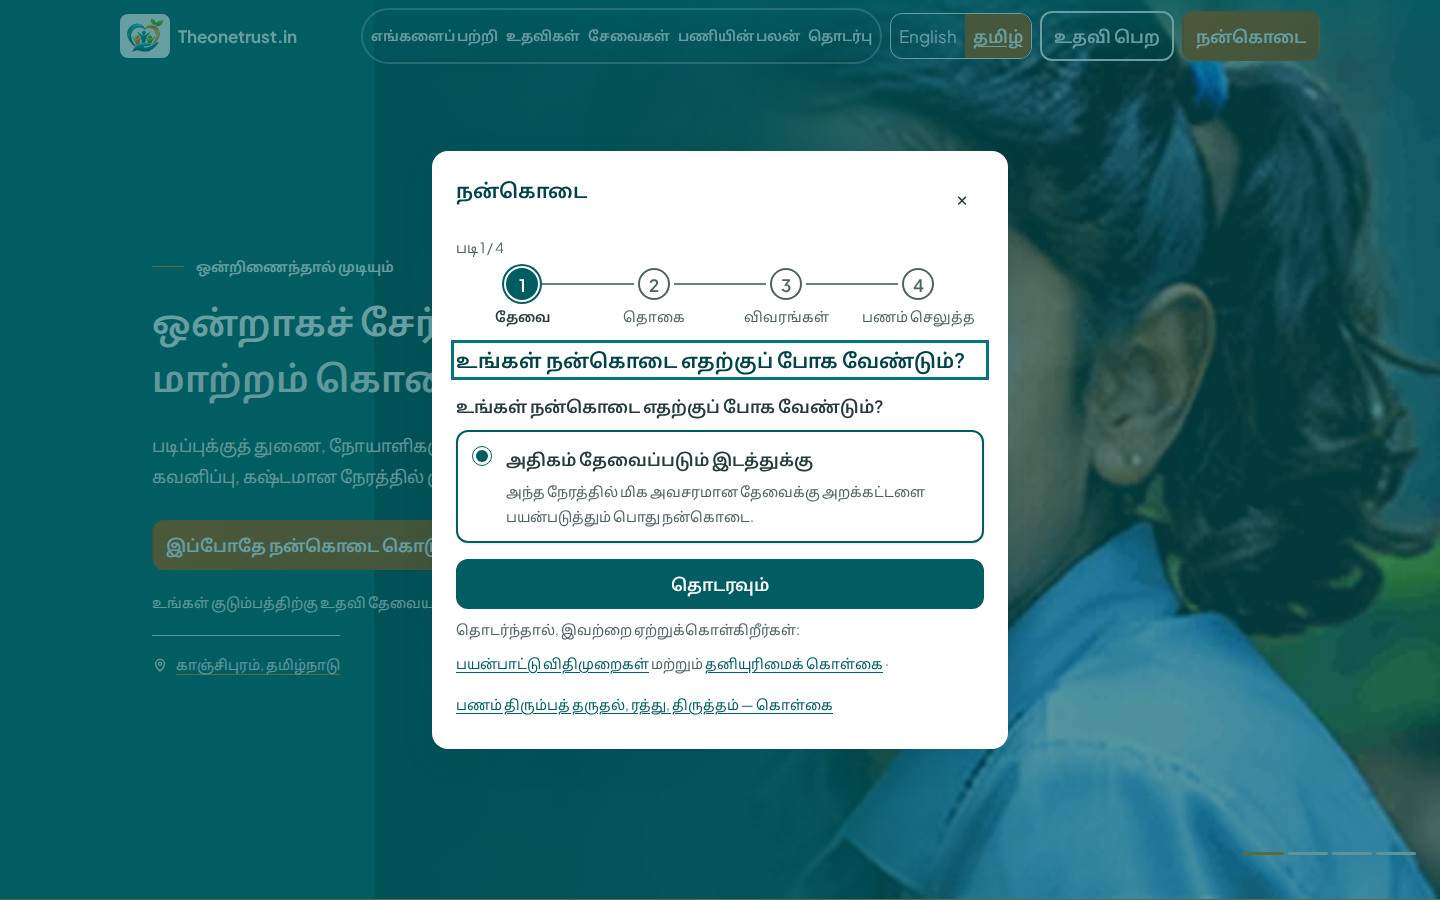 Theonetrust.in
எங்களைப் பற்றி உதவிகள் சேவைகள் பணியின் பலன் தொடர்பு
English தமிழ்
உதவி பெற
நன்கொடை
ஒன்றிணைந்தால் முடியும்
ஒன்றாகச் சேர்
மாற்றம்
படிப்புக்குத் துணை,
கவனிப்பு, கஷ்டமான நேரத்தில்
இப்போதே நன்கொடை
உங்கள் குடும்பத்திற்கு உதவி
காஞ்சிபுரம், தமிழ்நாடு
நன்கொடை
×
படி 1 / 4
1 2 3 4
தேவை தொகை விவரங்கள் பணம் செலுத்த
உங்கள் நன்கொடை எதற்குப் போக வேண்டும்?
உங்கள் நன்கொடை எதற்குப் போக வேண்டும்?
அதிகம் தேவைப்படும் இடத்துக்கு
அந்த நேரத்தில் மிக அவசரமான தேவைக்கு அறக்கட்டளை
பயன்படுத்தும் பொது நன்கொடை.
தொடரவும்
தொடர்ந்தால், இவற்றை ஏற்றுக்கொள்கிறீர்கள்:
பயன்பாட்டு விதிமுறைகள் மற்றும் தனியுரிமைக் கொள்கை ·
பணம் திரும்பத் தருதல், ரத்து, திருத்தம் — கொள்கை